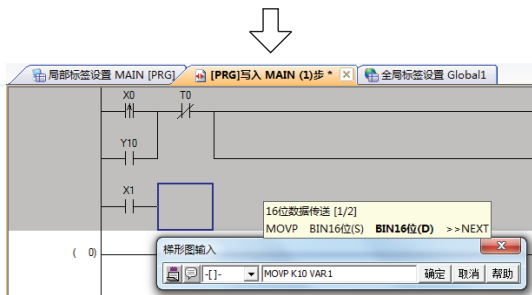 局部标签设置 MAIN [PRG]
[PRG]写入 MAIN (1)步 *
全局标签设置 Global1
X0 T0
Y10
X1
16位数据传送 [1/2]
MOVP BIN16位(S) BIN16位(D) >>NEXT
( 0)
梯形图输入
-[]-
MOVP K10 VAR1
确定 取消 帮助